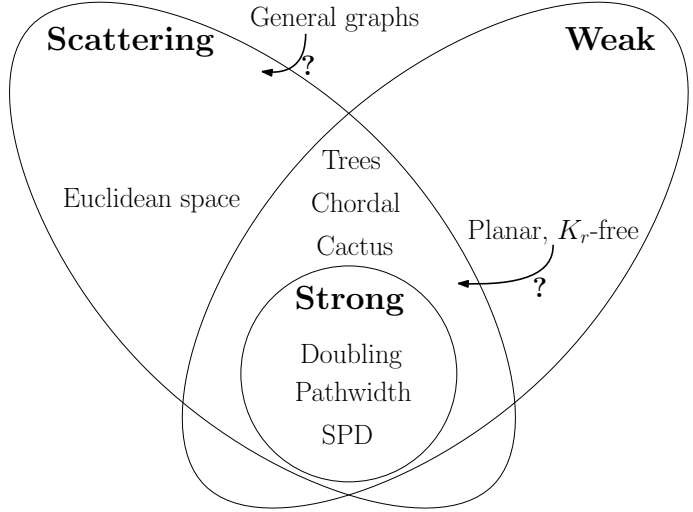 General graphs
Scattering
Weak
?
Trees
Euclidean space
Chordal
Planar, K_r-free
Cactus
?
Strong
Doubling
Pathwidth
SPD